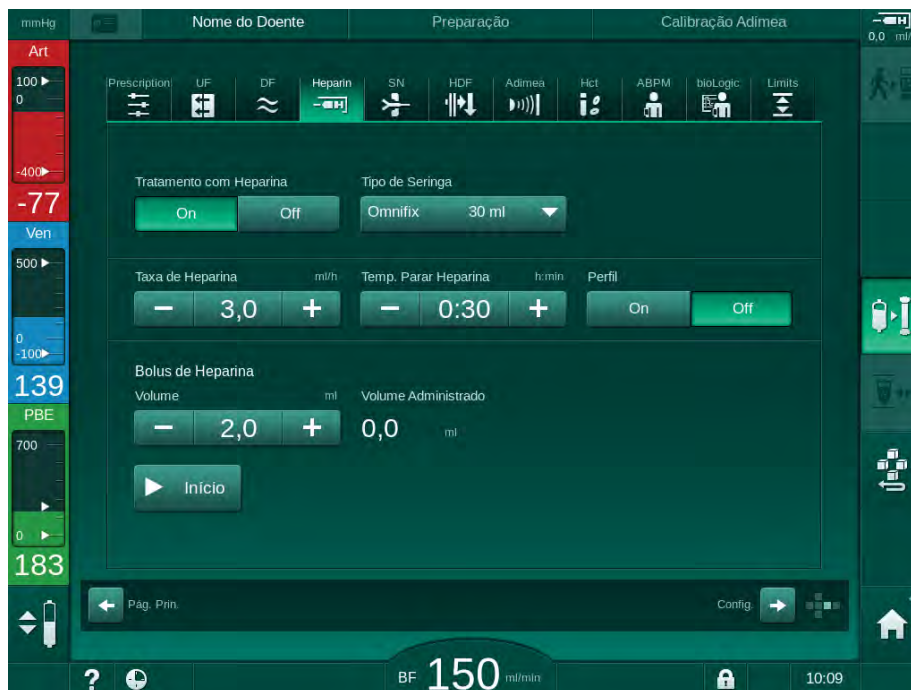 mmHg
Nome do Doente
Preparação
Calibração Adimea
0,0 ml/
Art
100
0
-400
-77
Ven
500
0
-100
139
PBE
700
0
183
Prescription UF DF Heparin SN HDF Adimea Hct ABPM bioLogic Limits
Tratamento com Heparina
On Off
Tipo de Seringa
Omnifix 30 ml
Taxa de Heparina ml/h
− 3,0 +
Temp. Parar Heparina h:min
− 0:30 +
Perfil
On Off
Bolus de Heparina
Volume ml
− 2,0 +
Volume Administrado
0,0 ml
Início
Pág. Prin.
Config.
? BF 150 ml/min 10:09